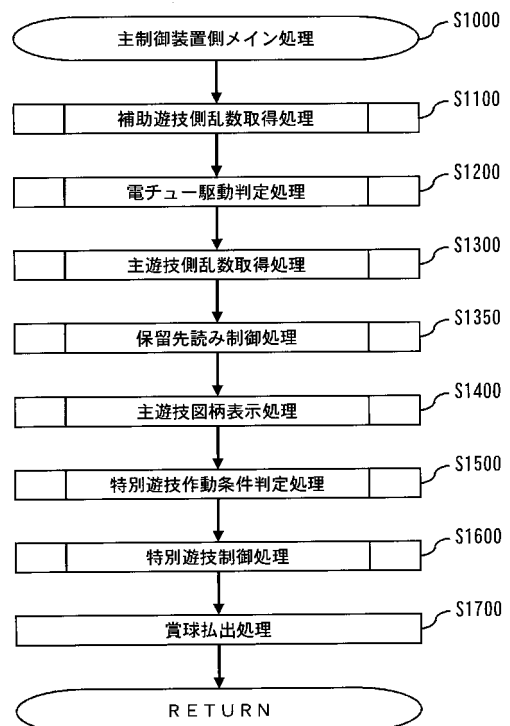 主制御装置側メイン処理 S1000
補助遊技側乱数取得処理 S1100
電チュー駆動判定処理 S1200
主遊技側乱数取得処理 S1300
保留先読み制御処理 S1350
主遊技図柄表示処理 S1400
特別遊技作動条件判定処理 S1500
特別遊技制御処理 S1600
賞球払出処理 S1700
RETURN